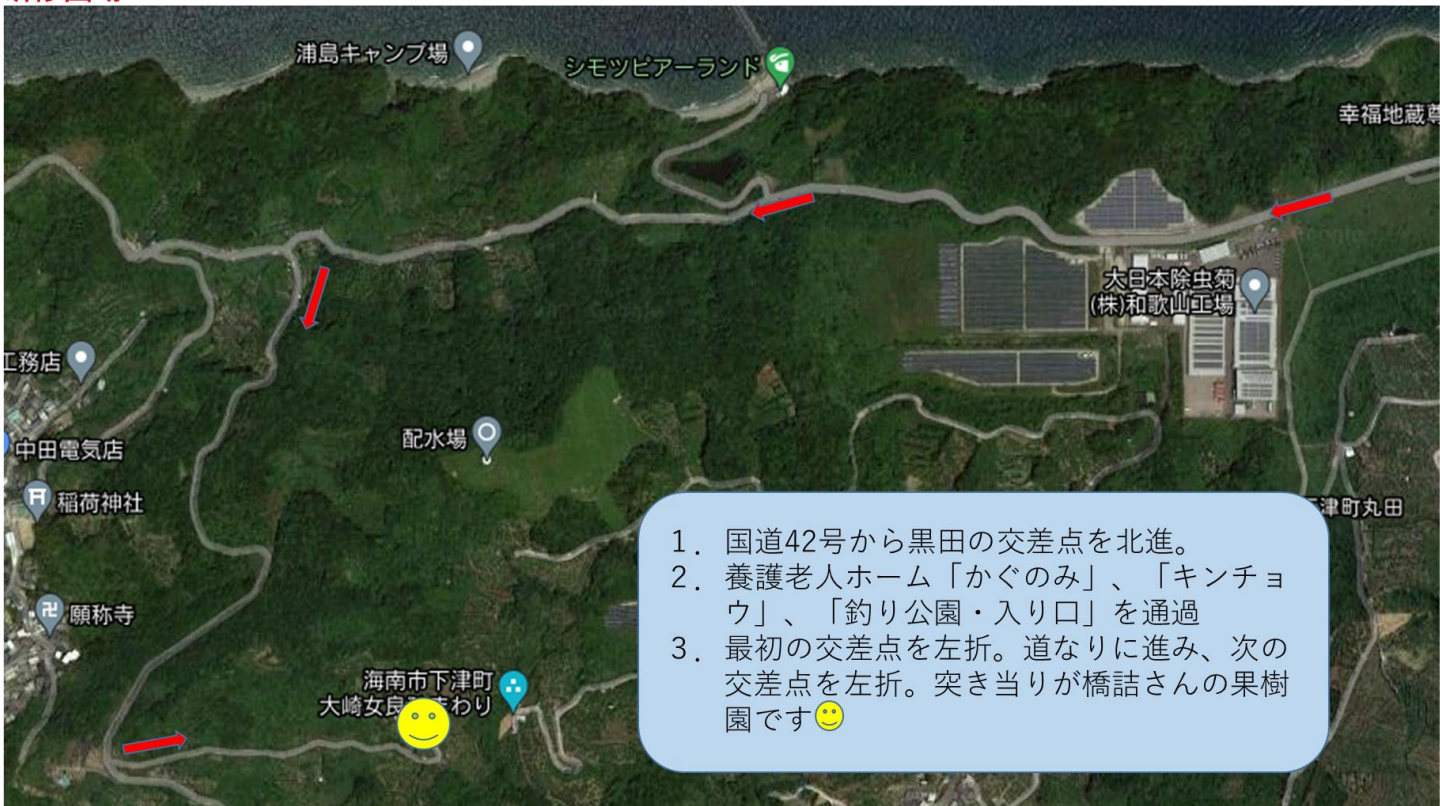 浦島キャンプ場
シモツピアーランド
幸福地蔵尊
大日本除虫菊
(株)和歌山工場
工務店
中田電気店
配水場
稲荷神社
津町丸田
願称寺
海南市下津町
大崎女良
まわり
1. 国道42号から黒田の交差点を北進。
2. 養護老人ホーム「かぐのみ」、「キンチョ
ウ」、「釣り公園・入り口」を通過
3. 最初の交差点を左折。道なりに進み、次の
交差点を左折。突き当りが橋詰さんの果樹
園です